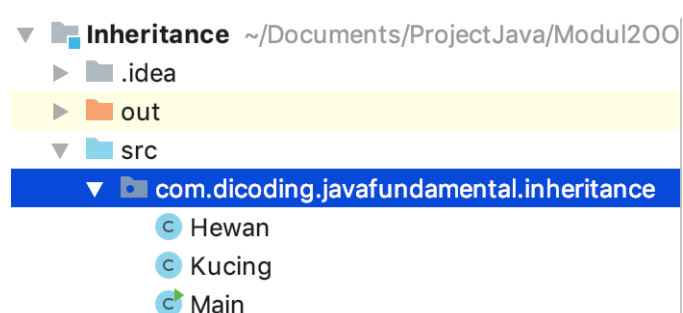 Inheritance ~/Documents/ProjectJava/Modul2OO
.idea
out
src
com.dicoding.javafundamental.inheritance
C Hewan
C Kucing
C Main